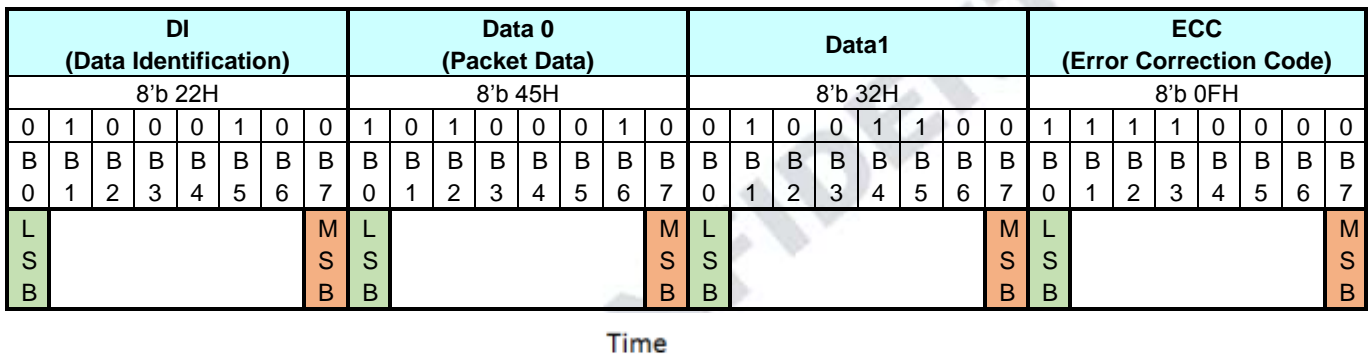 DI
(Data Identification)
Data 0
(Packet Data)
Data1
ECC
(Error Correction Code)
8’b 22H
8’b 45H
8’b 32H
8’b 0FH
0 1 0 0 0 1 0 0 1 0 1 0 0 0 1 0 0 1 0 0 1 1 0 0 1 1 1 1 0 0 0 0
B B B B B B B B B B B B B B B B B B B B B B B B B B B B B B B B
0 1 2 3 4 5 6 7 0 1 2 3 4 5 6 7 0 1 2 3 4 5 6 7 0 1 2 3 4 5 6 7
L M L M L M L M
S S S S S S S S
B B B B B B B B
Time